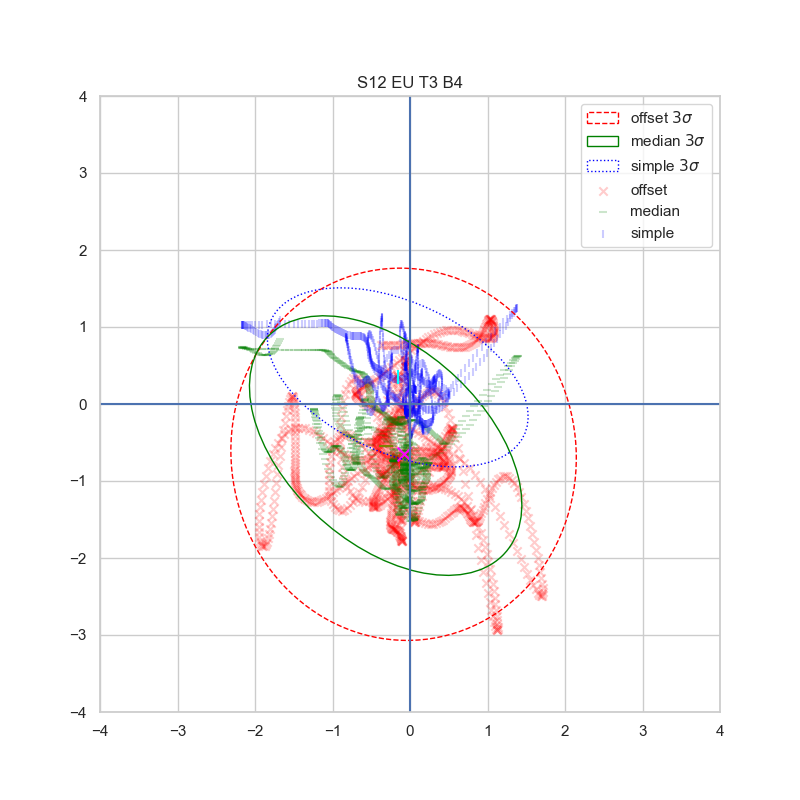 S12 EU T3 B4
offset 3σ
median 3σ
simple 3σ
offset
median
simple
4
3
2
1
0
−1
−2
−3
−4
−4 −3 −2 −1 0 1 2 3 4